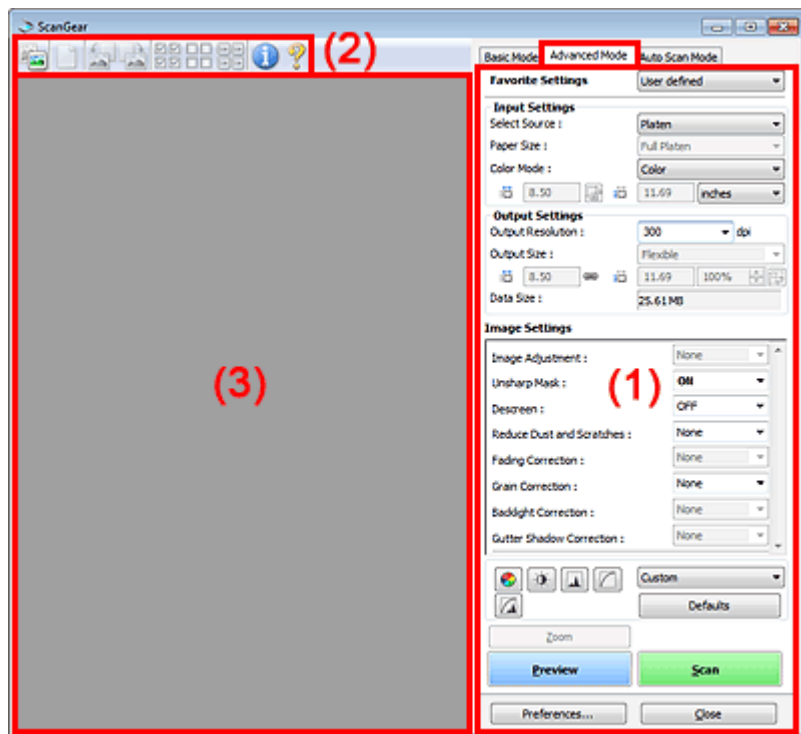 ScanGear
(2)
Basic Mode Advanced Mode Auto Scan Mode
Favorite Settings User defined
Input Settings
Select Source : Platen
Paper Size : Full Platen
Color Mode : Color
8.50 11.69 inches
Output Settings
Output Resolution : 300 dpi
Output Size : Flexible
8.50 11.69 100%
Data Size : 25.61 MB
Image Settings
Image Adjustment : None
(3)
(1)
Unsharp Mask : ON
Descreen : OFF
Reduce Dust and Scratches : None
Fading Correction : None
Grain Correction : None
Backlight Correction : None
Gutter Shadow Correction : None
Custom
Defaults
Zoom
Preview Scan
Preferences... Close